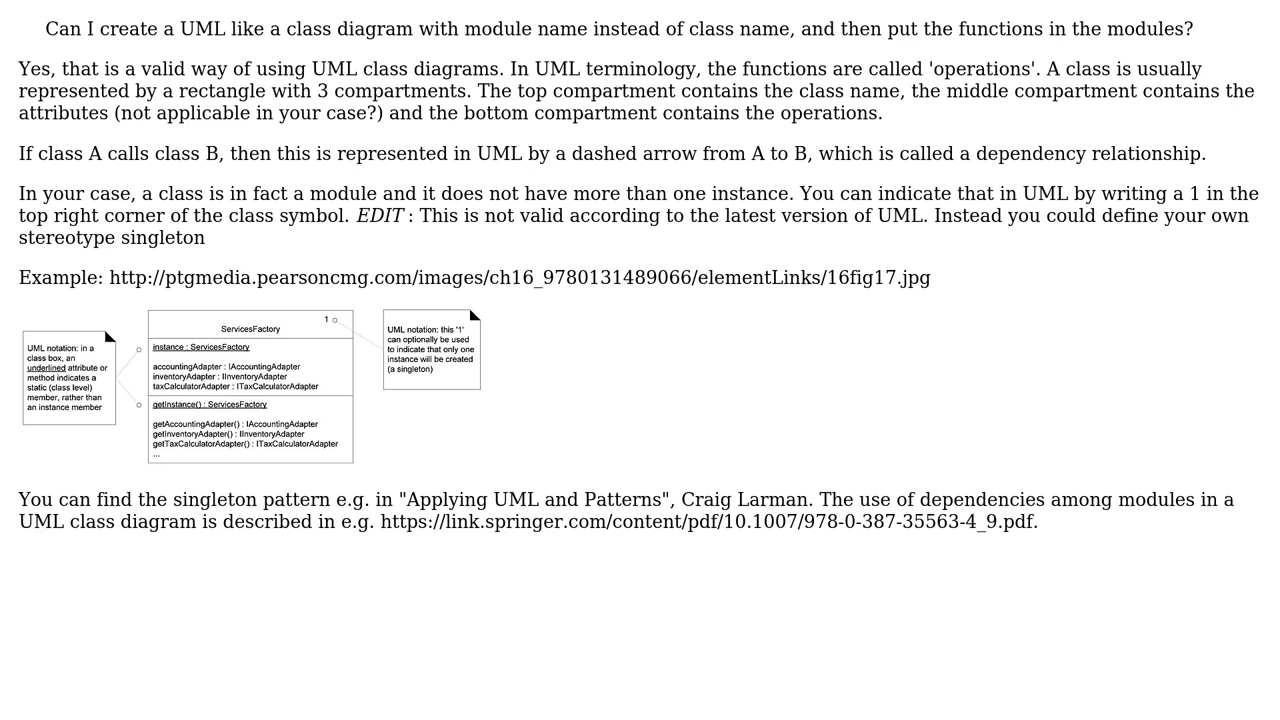 Can I create a UML like a class diagram with module name instead of class name, and then put the functions in the modules?
Yes, that is a valid way of using UML class diagrams. In UML terminology, the functions are called 'operations'. A class is usually
represented by a rectangle with 3 compartments. The top compartment contains the class name, the middle compartment contains the
attributes (not applicable in your case?) and the bottom compartment contains the operations.
If class A calls class B, then this is represented in UML by a dashed arrow from A to B, which is called a dependency relationship.
In your case, a class is in fact a module and it does not have more than one instance. You can indicate that in UML by writing a 1 in the
top right corner of the class symbol. EDIT : This is not valid according to the latest version of UML. Instead you could define your own
stereotype singleton
Example: http://ptgmedia.pearsoncmg.com/images/ch16_9780131489066/elementLinks/16fig17.jpg
UML notation: in a
class box, an
underlined attribute or
method indicates a
static (class level)
member, rather than
an instance member
1
ServicesFactory
instance : ServicesFactory
accountingAdapter : IAccountingAdapter
inventoryAdapter : IInventoryAdapter
taxCalculatorAdapter : ITaxCalculatorAdapter
getInstance() : ServicesFactory
getAccountingAdapter() : IAccountingAdapter
getInventoryAdapter() : IInventoryAdapter
getTaxCalculatorAdapter() : ITaxCalculatorAdapter
...
UML notation: this '1'
can optionally be used
to indicate that only one
instance will be created
(a singleton)
You can find the singleton pattern e.g. in "Applying UML and Patterns", Craig Larman. The use of dependencies among modules in a
UML class diagram is described in e.g. https://link.springer.com/content/pdf/10.1007/978-0-387-35563-4_9.pdf.